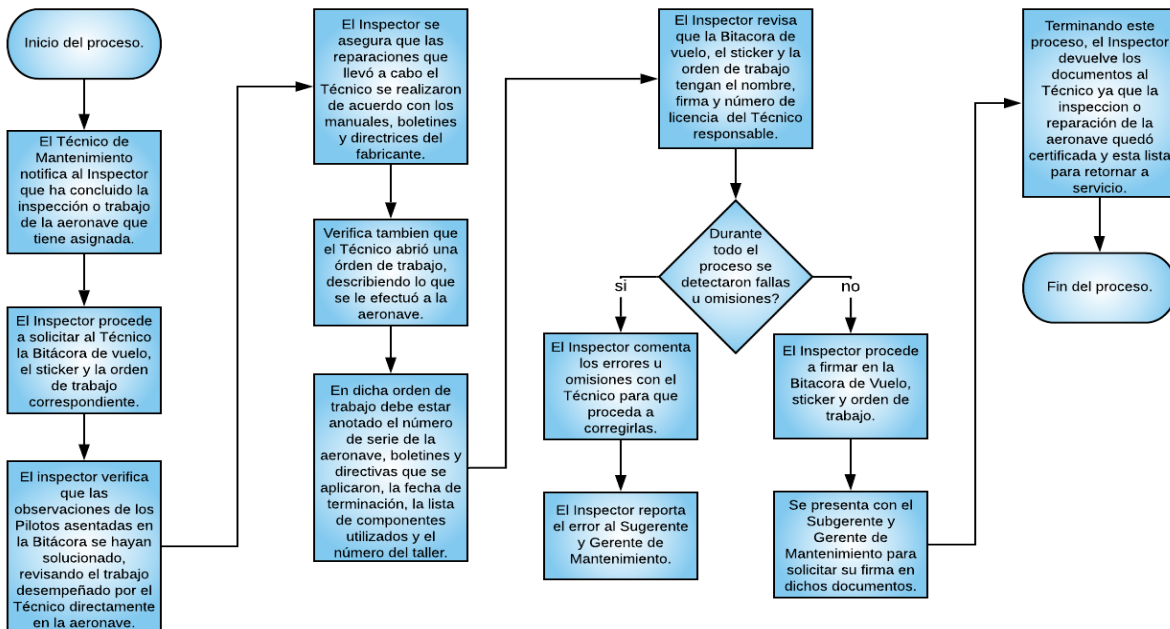 Inicio del proceso.
El Técnico de
Mantenimiento
notifica al Inspector
que ha concluido la
inspección o trabajo
de la aeronave que
tiene asignada.
El Inspector procede
a solicitar al Técnico
la Bitácora de vuelo,
el sticker y la orden
de trabajo
correspondiente.
El inspector verifica
que las
observaciones de los
Pilotos asentadas en
la Bitácora se hayan
solucionado,
revisando el trabajo
desempeñado por el
Técnico directamente
en la aeronave.
El Inspector se
asegura que las
reparaciones que
llevó a cabo el
Técnico se realizaron
de acuerdo con los
manuales, boletines
y directrices del
fabricante.
Verifica tambien que
el Técnico abrió una
órden de trabajo,
describiendo lo que
se le efectuó a la
aeronave.
En dicha orden de
trabajo debe estar
anotado el número
de serie de la
aeronave, boletines y
directivas que se
aplicaron, la fecha de
terminación, la lista
de componentes
utilizados y el
número del taller.
El Inspector revisa
que la Bitacora de
vuelo, el sticker y la
orden de trabajo
tengan el nombre,
firma y número de
licencia del Técnico
responsable.
Durante
todo el
proceso se
detectaron fallas
u omisiones?
si
no
El Inspector comenta
los errores u
omisiones con el
Técnico para que
proceda a
corregirlas.
El Inspector reporta
el error al Sugerente
y Gerente de
Mantenimiento.
El Inspector procede
a firmar en la
Bitacora de Vuelo,
sticker y orden de
trabajo.
Se presenta con el
Subgerente y
Gerente de
Mantenimiento para
solicitar su firma en
dichos documentos.
Terminando este
proceso, el Inspector
devuelve los
documentos al
Técnico ya que la
inspeccion o
reparación de la
aeronave quedó
certificada y esta lista
para retornar a
servicio.
Fin del proceso.